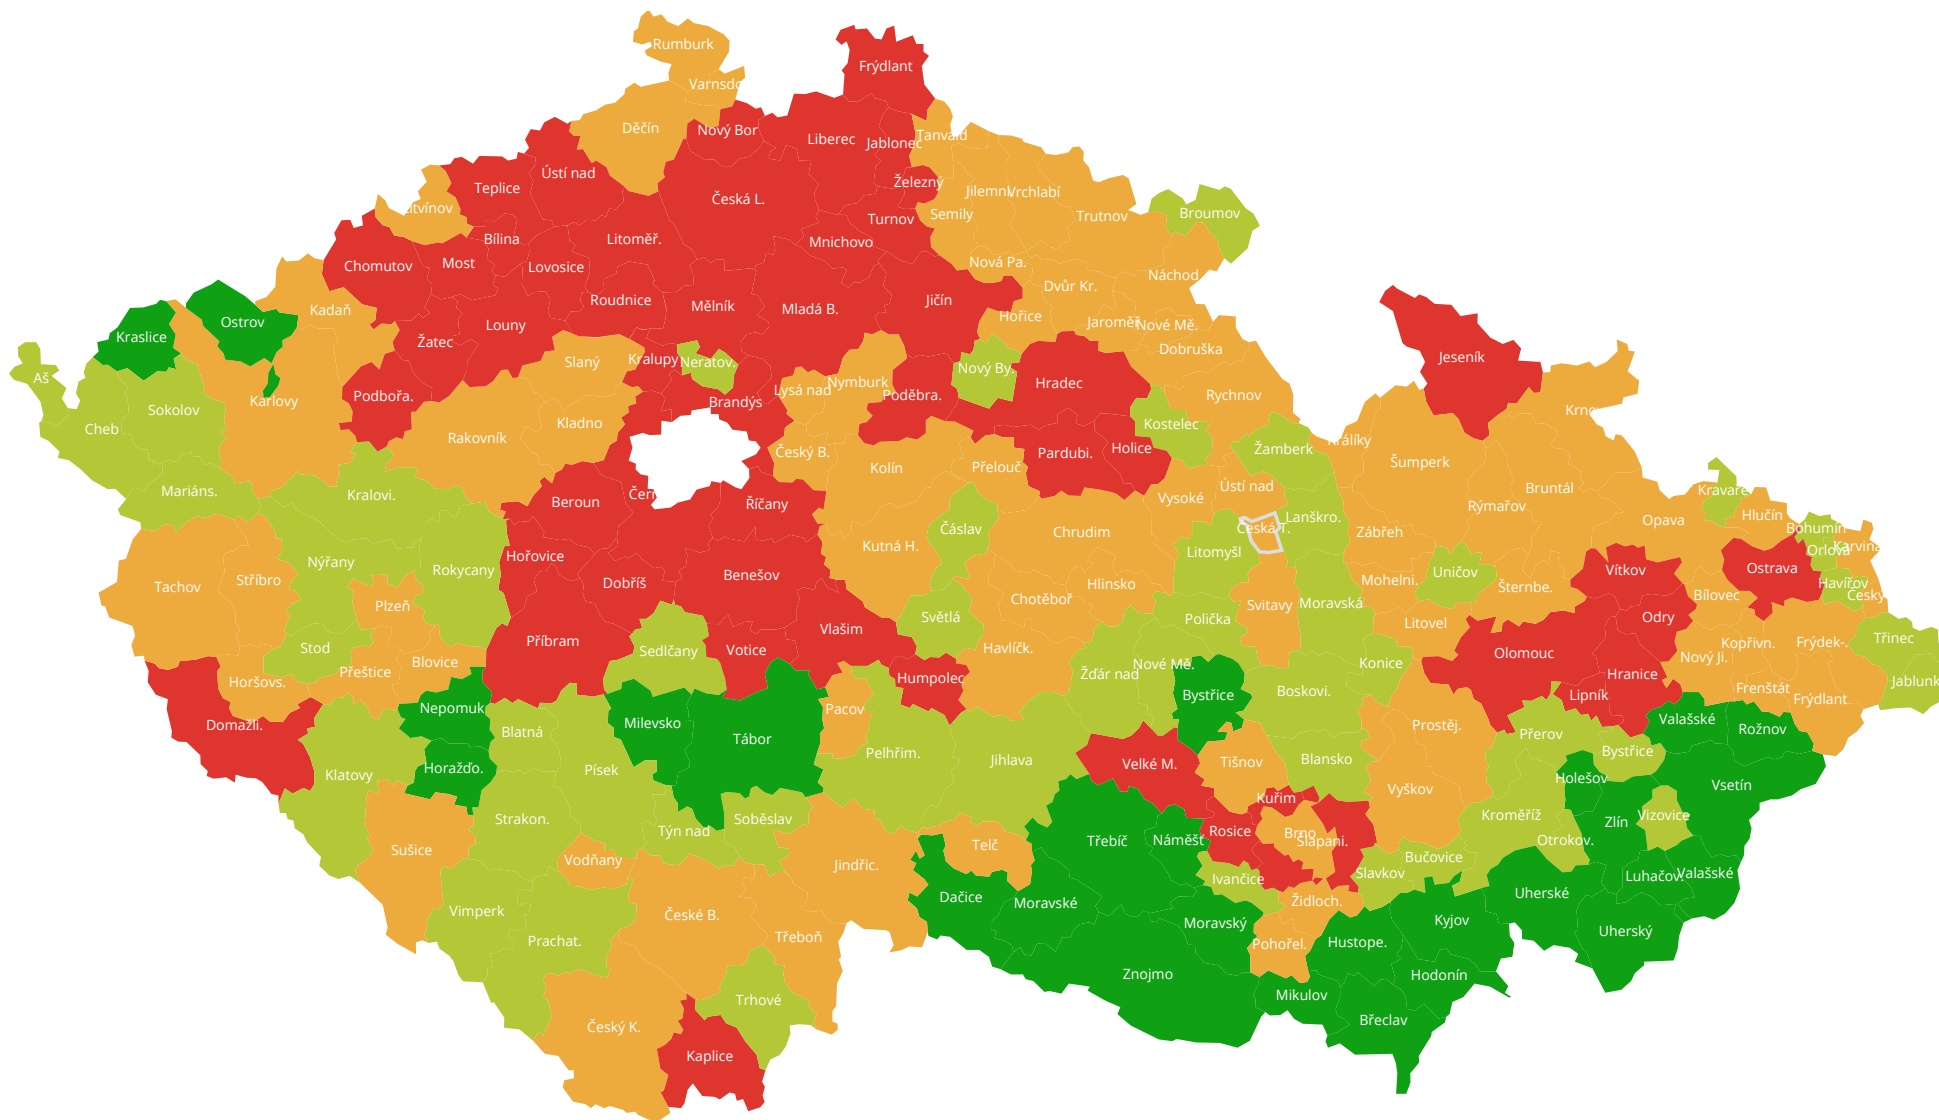 Rumburk
Frýdlant
Varnsdo
Děčín
Nový Bor
Liberec
Jablonec
Tanvald
Ústí nad
Teplice
Železný
Jilemni
Vrchlabí
Česká L.
Litvínov
Semily
Trutnov
Broumov
Turnov
Bílina
Litoměř.
Mnichovo
Chomutov
Most
Lovosice
Nová Pa.
Náchod
Dvůr Kr.
Roudnice
Mělník
Mladá B.
Jičín
Kadaň
Ostrov
Kraslice
Louny
Hořice
Jaroměř
Nové Mě.
Žatec
Dobruška
Jeseník
Slaný
Kralupy
Neratov.
Nový By.
Aš
Hradec
Nymburk
Lysá nad
Poděbra.
Rychnov
Podbořa.
Karlovy
Brandýs
Sokolov
Krnov
Kladno
Kostelec
Cheb
Rakovník
Králíky
Holice
Žamberk
Český B.
Pardubi.
Šumperk
Kolín
Přelouč
Mariáns.
Kralovi.
Ústí nad
Bruntál
Kravaře
Beroun
Čern
Říčany
Vysoké
Rýmařov
Hlučín
Lanškro.
Opava
Čáslav
Chrudim
Česká T.
Zábřeh
Bohumín
Kutná H.
Karviná
Hořovice
Litomyšl
Orlová
Nýřany
Rokycany
Dobříš
Benešov
Uničov
Vítkov
Ostrava
Stříbro
Tachov
Hlinsko
Mohelni.
Šternbe.
Havířov
Chotěboř
Bílovec
Český
Plzeň
Svitavy
Moravská
Světlá
Polička
Odry
Litovel
Vlašim
Příbram
Třinec
Stod
Sedlčany
Votice
Havlíčk.
Kopřivn.
Frýdek-.
Olomouc
Nový Ji.
Blovice
Konice
Nové Mě.
Přeštice
Žďár nad
Hranice
Horšovs.
Humpolec
Jablunk
Boskovi.
Bystřice
Lipník
Frenštát
Frýdlant
Nepomuk
Pacov
Valašské
Domažli.
Milevsko
Prostěj.
Rožnov
Blatná
Přerov
Tábor
Pelhřim.
Bystřice
Jihlava
Blansko
Tišnov
Velké M.
Horažďo.
Písek
Klatovy
Holešov
Vsetín
Vyškov
Kuřim
Kroměříž
Vizovice
Strakon.
Soběslav
Zlín
Týn nad
Rosice
Brno
Šlapani.
Třebíč
Náměšť
Otrokov.
Telč
Sušice
Vodňany
Jindřic.
Bučovice
Slavkov
Luhačov.
Valašské
Ivančice
Uherské
Dačice
Moravské
Židloch.
Vimperk
České B.
Moravský
Kyjov
Uherský
Třeboň
Prachat.
Pohořel.
Hustope.
Znojmo
Hodonín
Trhové
Mikulov
Břeclav
Český K.
Kaplice